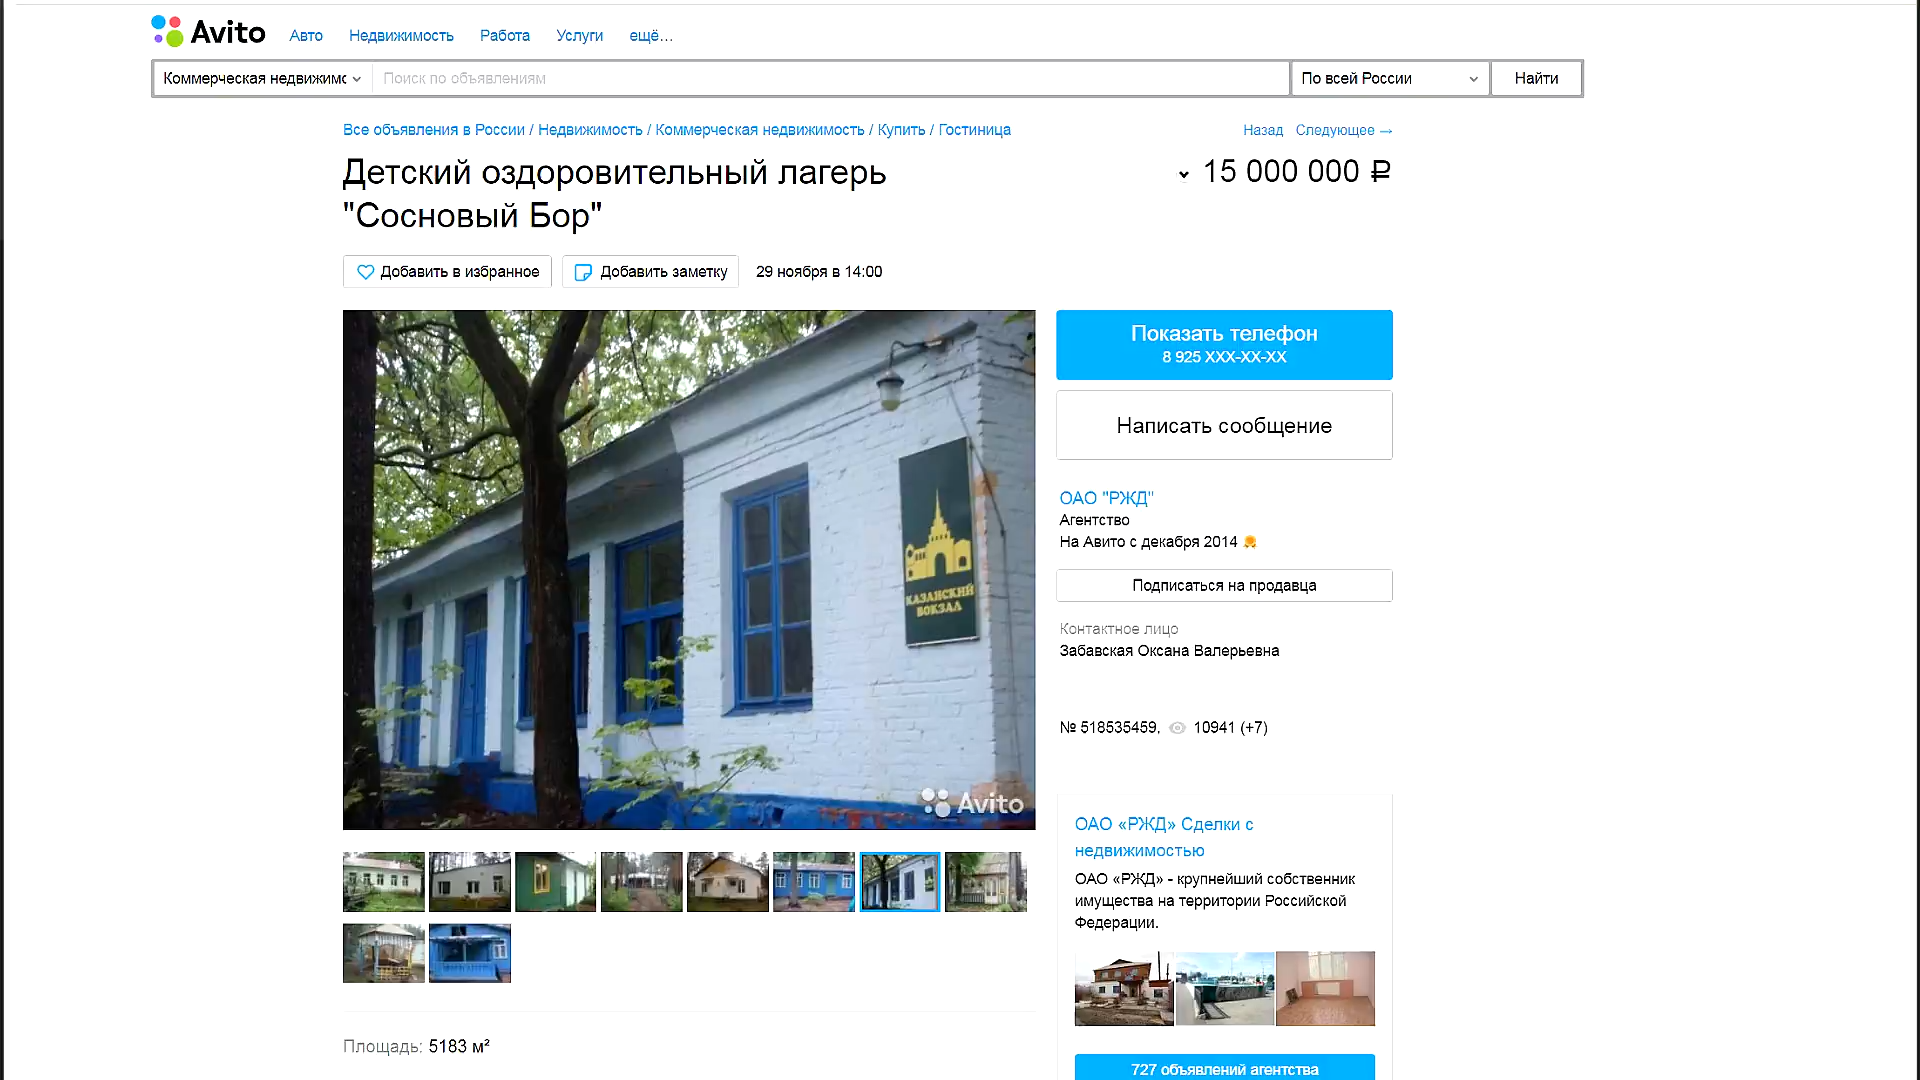 Avito
Авто Недвижимость Работа Услуги ещё...
Коммерческая недвижимо Поиск по объявлениям По всей России Найти
Все объявления в России / Недвижимость / Коммерческая недвижимость / Купить / Гостиница
Назад Следующее →
Детский оздоровительный лагерь
"Сосновый Бор"
15 000 000 ₽
Добавить в избранное Добавить заметку 29 ноября в 14:00
Показать телефон
8 925 XXX-XX-XX
Написать сообщение
КАЗАНСКИЙ
ВОКЗАЛ
Avito
ОАО "РЖД"
Агентство
На Авито с декабря 2014
Подписаться на продавца
Контактное лицо
Забавская Оксана Валерьевна
№ 518535459, 10941 (+7)
ОАО «РЖД» Сделки с
недвижимостью
ОАО «РЖД» - крупнейший собственник
имущества на территории Российской
Федерации.
727 объявлений агентства
Площадь: 5183 м²